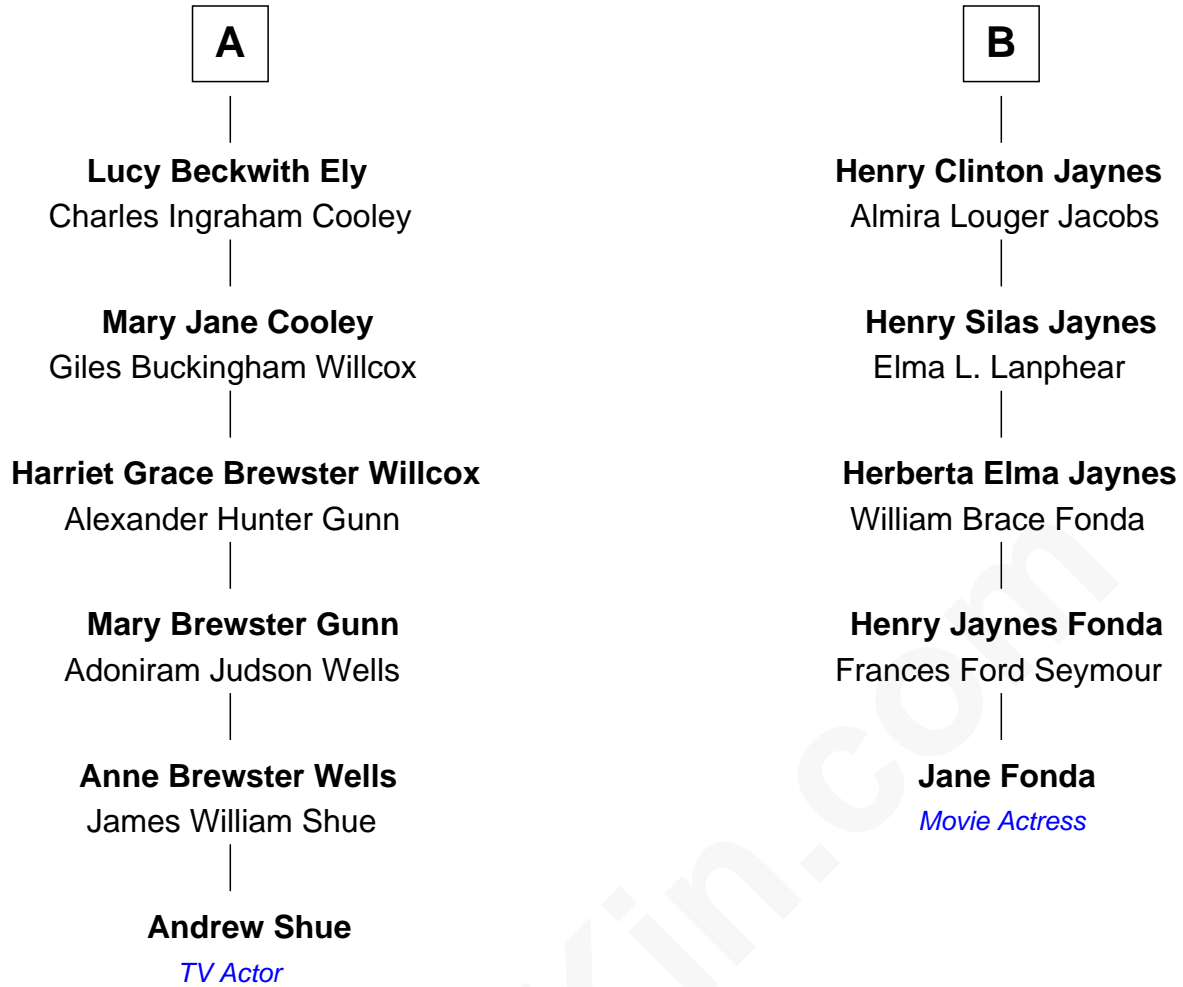 A
Lucy Beckwith Ely
Charles Ingraham Cooley
Mary Jane Cooley
Giles Buckingham Willcox
Harriet Grace Brewster Willcox
Alexander Hunter Gunn
Mary Brewster Gunn
Adoniram Judson Wells
Anne Brewster Wells
James William Shue
Andrew Shue
TV Actor
B
Henry Clinton Jaynes
Almira Louger Jacobs
Henry Silas Jaynes
Elma L. Lanphear
Herberta Elma Jaynes
William Brace Fonda
Henry Jaynes Fonda
Frances Ford Seymour
Jane Fonda
Movie Actress
Kin.com